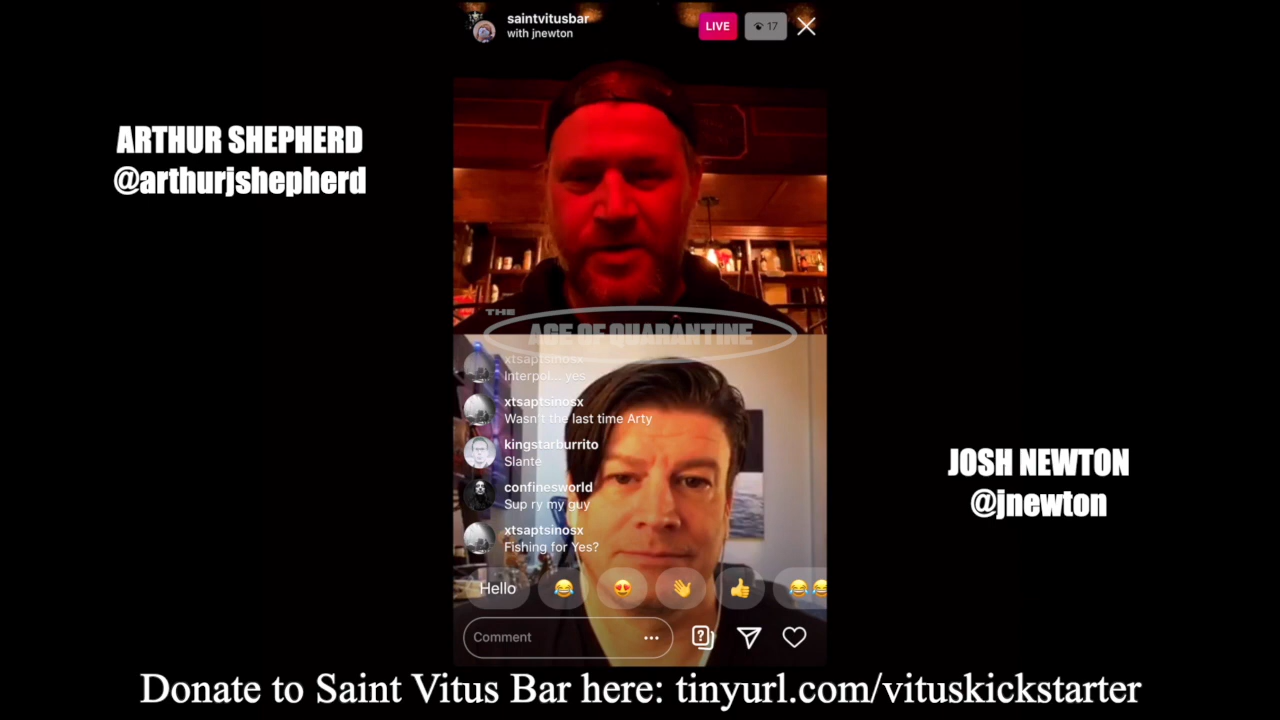 saintvitusbar
with jnewton
LIVE
17
ARTHUR SHEPHERD
@arthurjshepherd
THE
AGE OF QUARANTINE
xtsaptsinosx
Interpol... yes
xtsaptsinosx
Wasn't the last time Arty
kingstarburrito
Slanté
confinesworld
Sup ry my guy
xtsaptsinosx
Fishing for Yes?
JOSH NEWTON
@jnewton
Hello
Comment
Donate to Saint Vitus Bar here: tinyurl.com/vituskickstarter